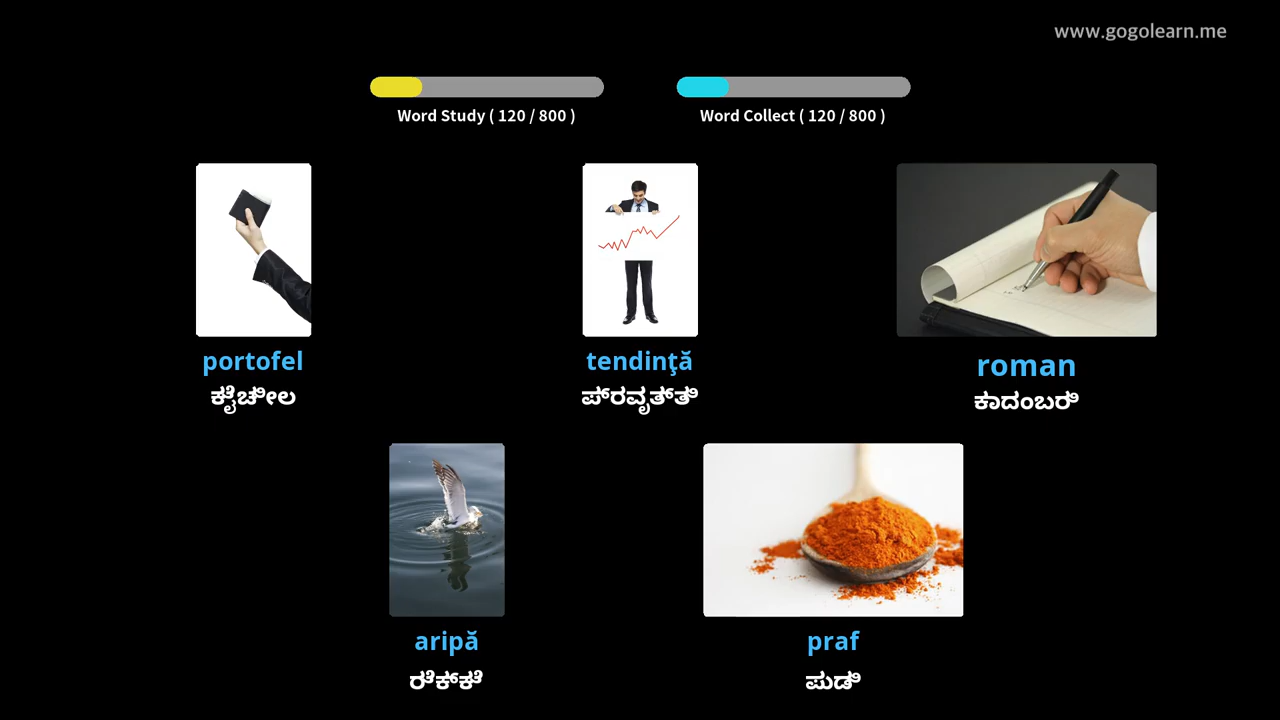 www.gogolearn.me
Word Study ( 120 / 800 )
Word Collect ( 120 / 800 )
portofel
ಕೈಚೀಲ
tendinţă
ಪ್ರವೃತ್ತಿ
roman
ಕಾದಂಬರಿ
aripă
ರೆಕ್ಕೆ
praf
ಪುಡಿ